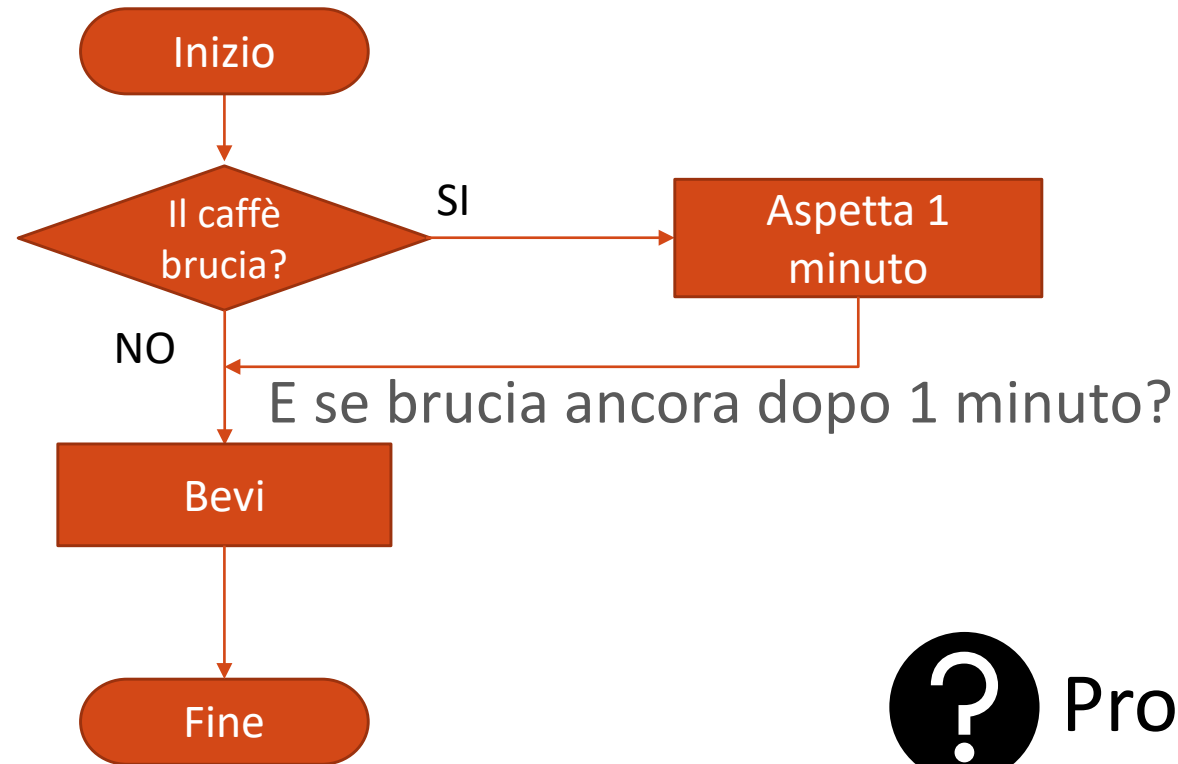 Inizio
Il caffè
brucia?
SI
Aspetta 1
minuto
NO
E se brucia ancora dopo 1 minuto?
Bevi
Fine
?
Pro